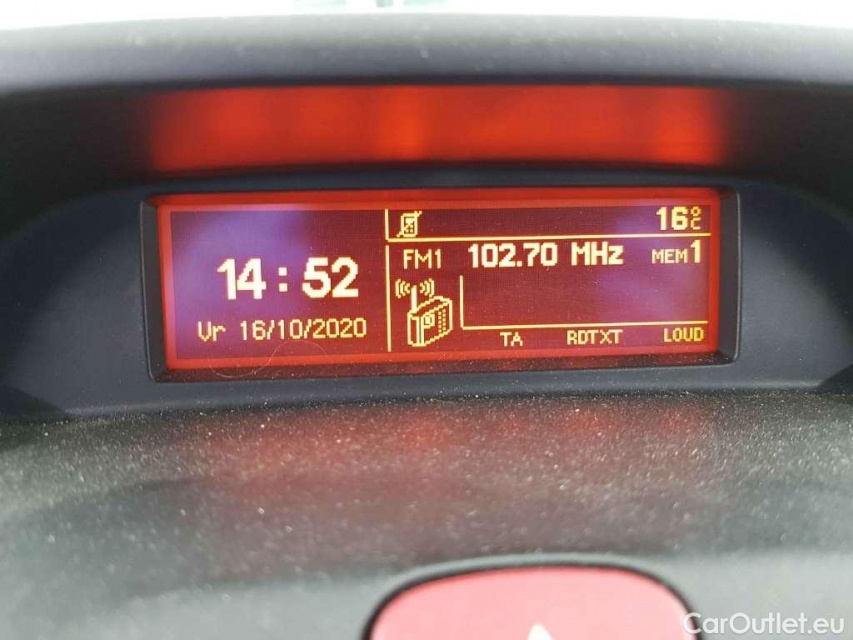 16°C
14:52
FM1 102.70 MHz MEM1
Vr 16/10/2020
TA RDTXT LOUD
CarOutlet.eu